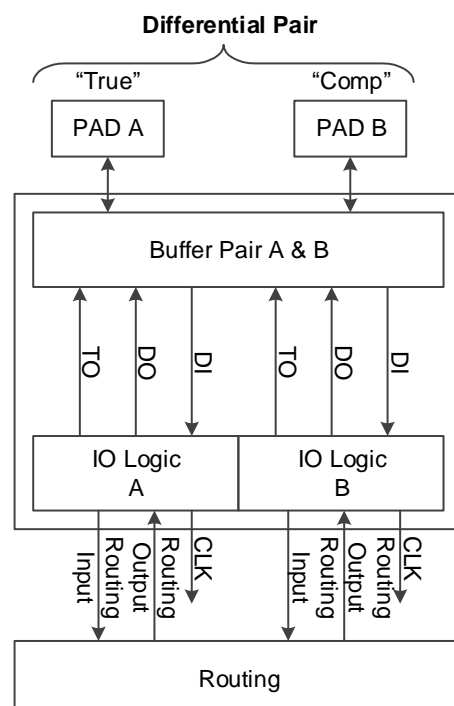 Differential Pair
“True”
“Comp”
PAD A
PAD B
Buffer Pair A & B
TO
DO
DI
TO
DO
DI
IO Logic
A
IO Logic
B
Routing
Input
Routing
Output
CLK
Routing
Input
Routing
Output
CLK
Routing